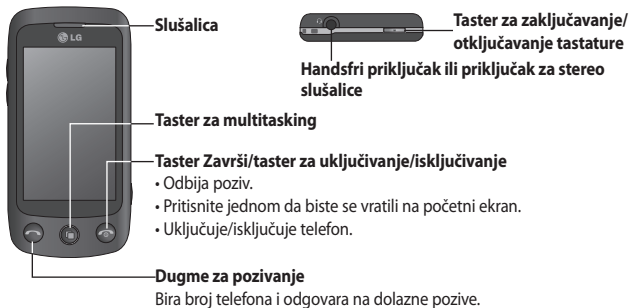 Slušalica
LG
Taster za multitasking
Taster Završi/taster za uključivanje/isključivanje
• Odbija poziv.
• Pritisnite jednom da biste se vratili na početni ekran.
• Uključuje/isključuje telefon.
Dugme za pozivanje
Bira broj telefona i odgovara na dolazne pozive.
Taster za zaključavanje/
otključavanje tastature
Handsfri priključak ili priključak za stereo
slušalice